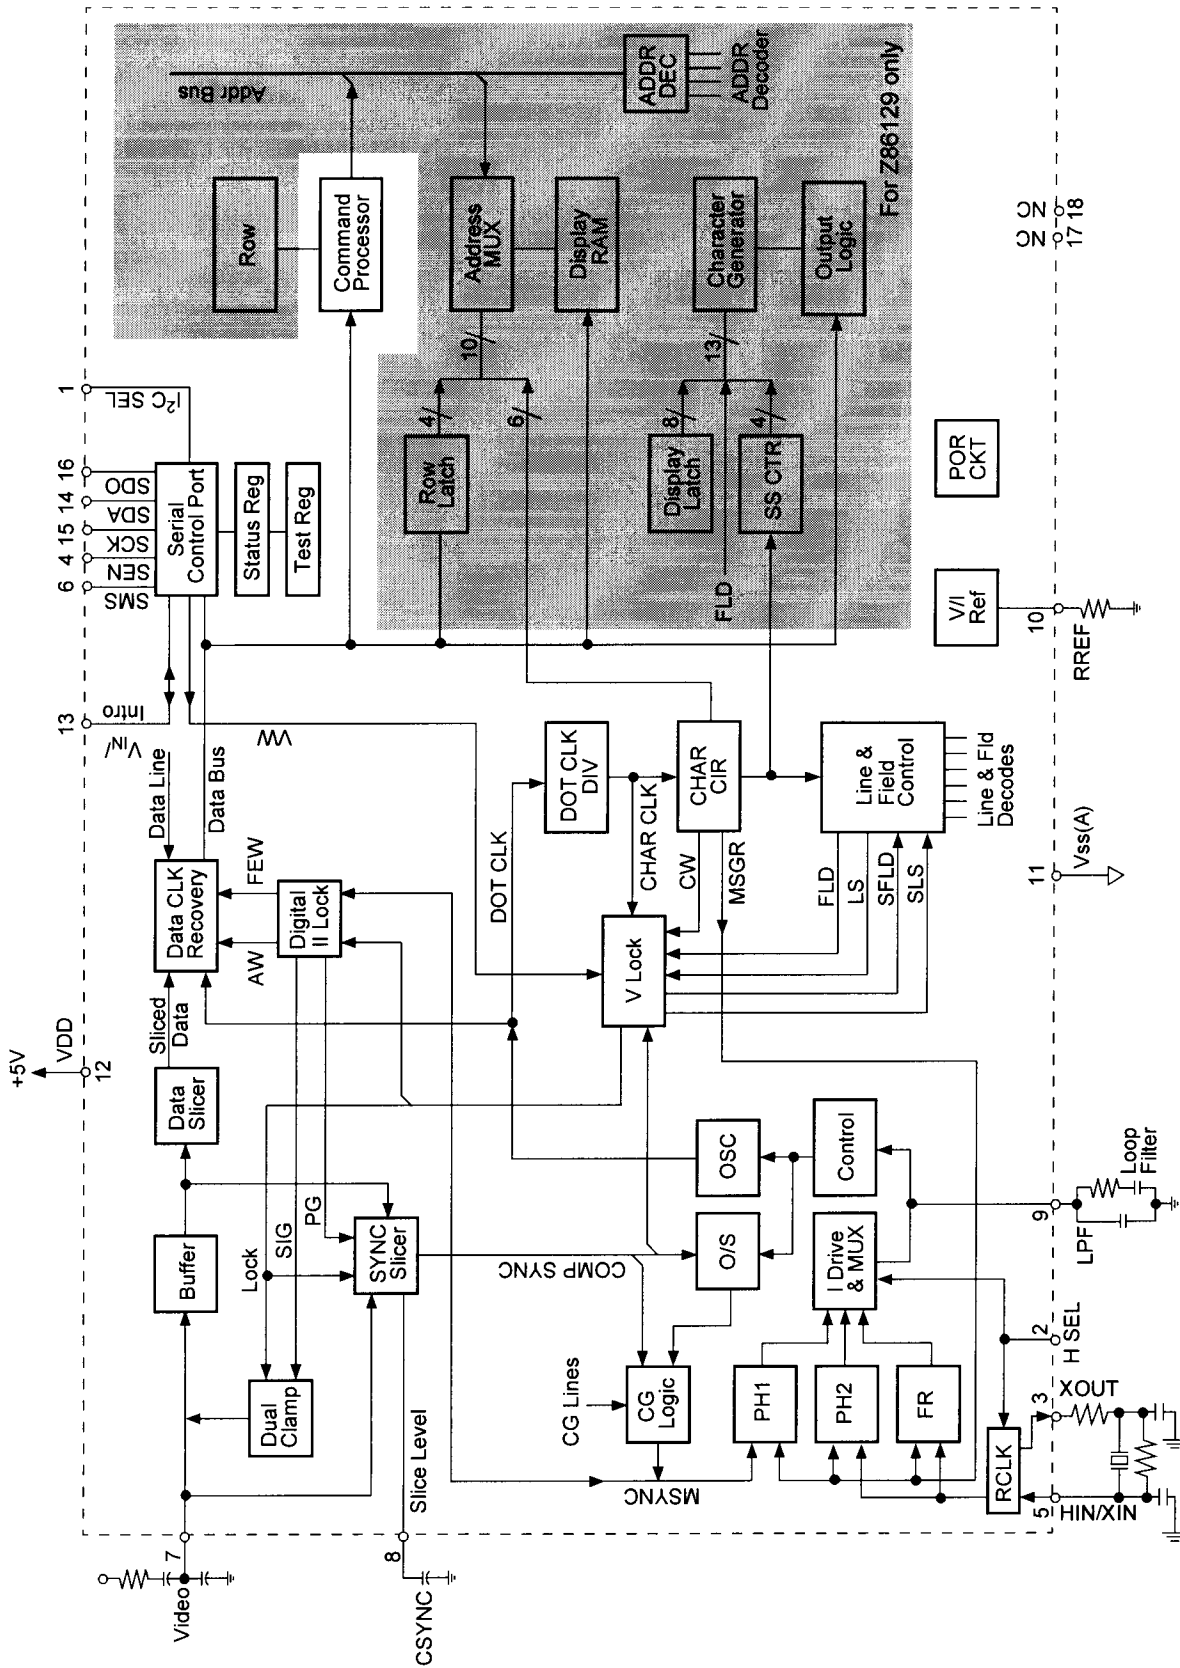 +5V
VDD
12
13
VIN/
Intro
6
SMS
4
SEN
15
SCK
14
SDA
16
SDO
1
I²C SEL
Video
7
Buffer
Data
Slicer
Sliced
Data
Data CLK
Recovery
Data Line
Data Bus
VW
Serial
Control Port
Status Reg
Test Reg
Row
Command
Processor
Addr Bus
Dual
Clamp
Lock
SIG
PG
AW
FEW
Digital
II Lock
SYNC
Slicer
Slice Level
8
CSYNC
COMP SYNC
DOT CLK
DOT CLK
DIV
CHAR CLK
Row
Latch
4
6
10
Address
MUX
Display
RAM
ADDR
DEC
ADDR
Decoder
CG Lines
CG
Logic
MSYNC
O/S
OSC
V Lock
CW
MSGR
CHAR
CIR
FLD
Display
Latch
8
SS CTR
4
13
Character
Generator
Output
Logic
For Z86129 only
PH1
PH2
FR
I Drive
& MUX
Control
FLD
LS
SFLD
SLS
Line &
Field
Control
Line & Fld
Decodes
RCLK
V/I
Ref
POR
CKT
5
HIN/XIN
3
XOUT
2
H SEL
9
LPF
Loop
Filter
11
Vss(A)
10
RREF
17
NC
18
NC